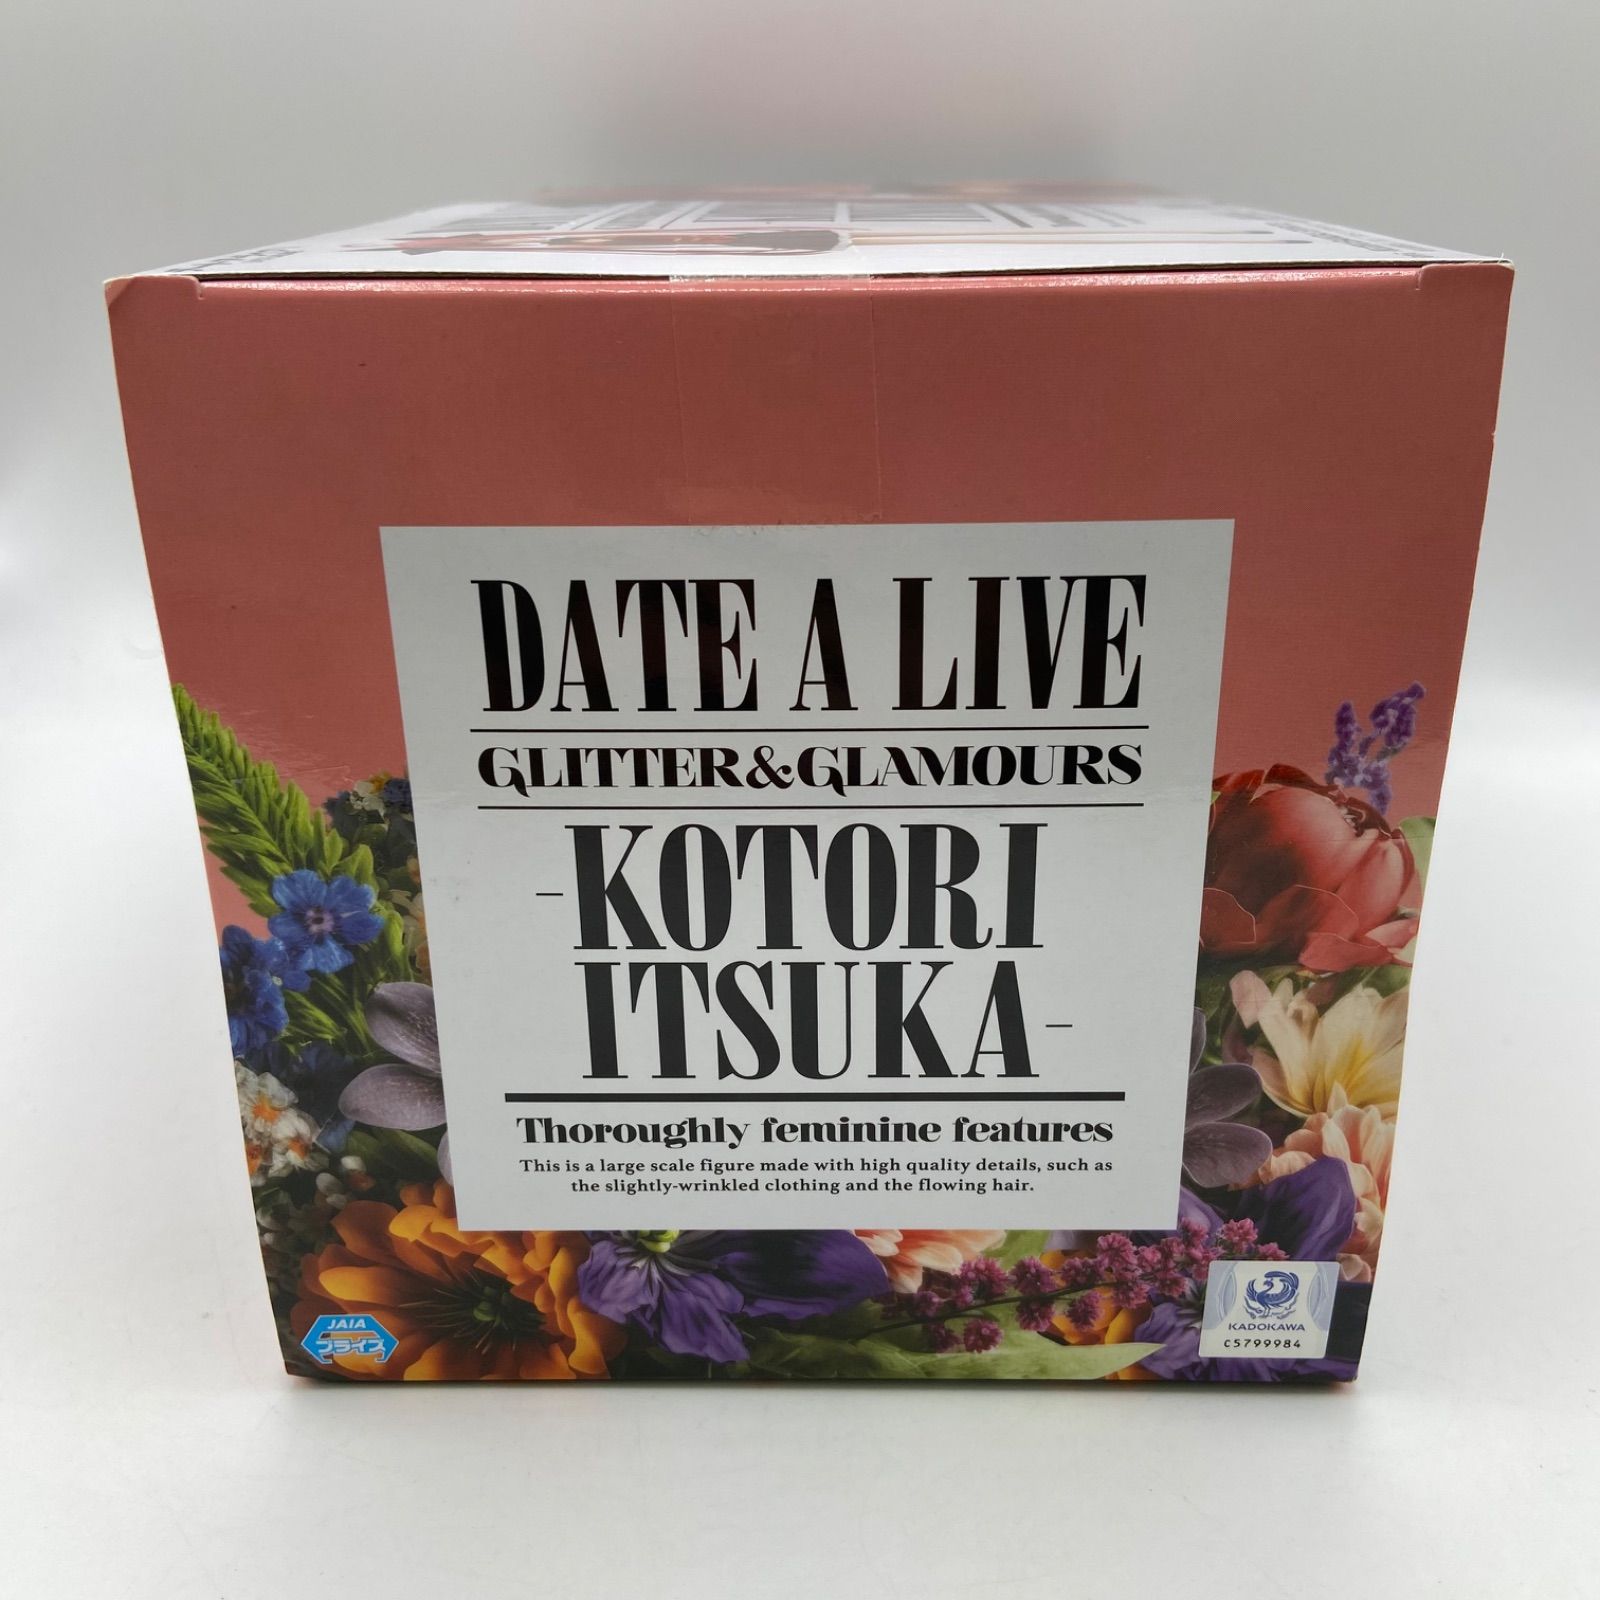 DATE A LIVE
GLITTER&GLAMOURS
-KOTORI
ITSUKA-
Thoroughly feminine features
This is a large scale figure made with high quality details, such as
the slightly-wrinkled clothing and the flowing hair.
JAIA
プライズ
KADOKAWA
C5799984